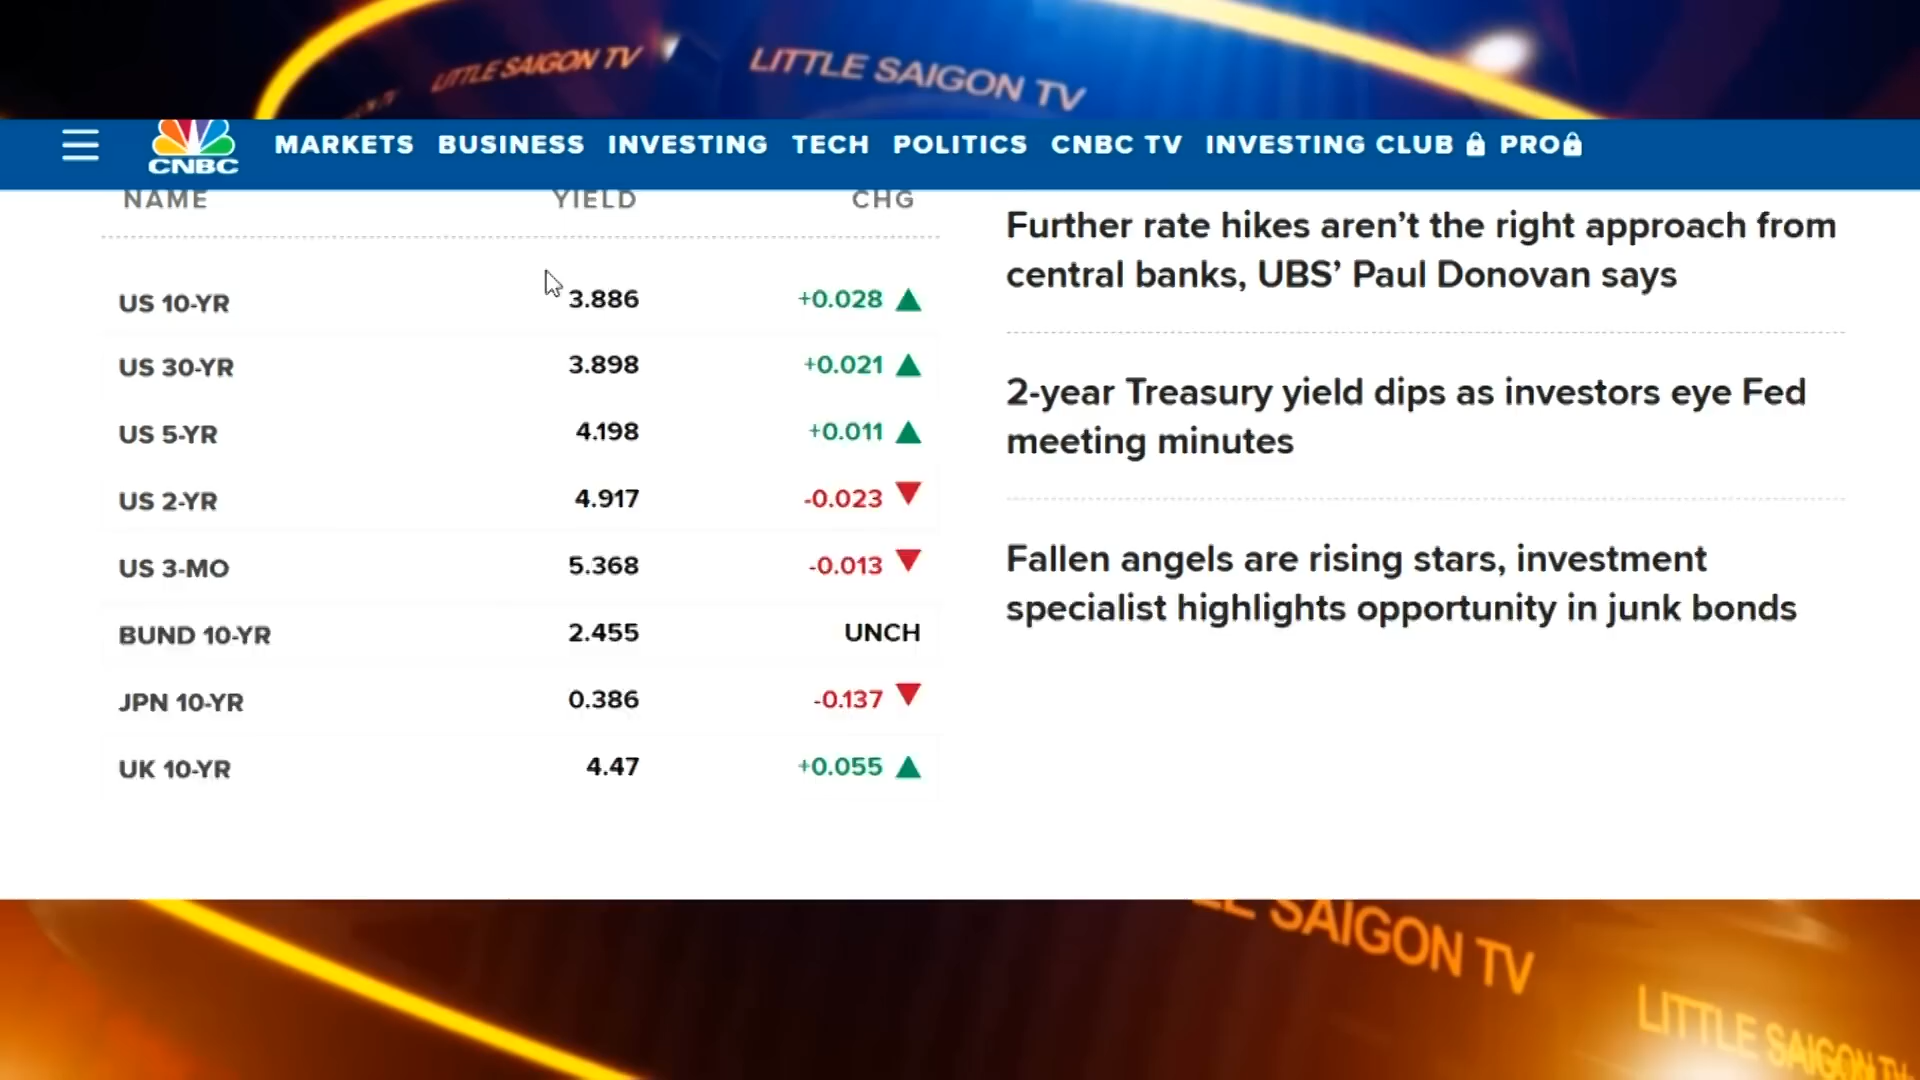 LITTLE SAIGON TV
LITTLE SAIGON TV
CNBC
MARKETS BUSINESS INVESTING TECH POLITICS CNBC TV INVESTING CLUB PRO
NAME YIELD CHG
US 10-YR 3.886 +0.028
US 30-YR 3.898 +0.021
US 5-YR 4.198 +0.011
US 2-YR 4.917 -0.023
US 3-MO 5.368 -0.013
BUND 10-YR 2.455 UNCH
JPN 10-YR 0.386 -0.137
UK 10-YR 4.47 +0.055
Further rate hikes aren’t the right approach from
central banks, UBS’ Paul Donovan says
2-year Treasury yield dips as investors eye Fed
meeting minutes
Fallen angels are rising stars, investment
specialist highlights opportunity in junk bonds
SAIGON TV
LITTLE SAIGON TV